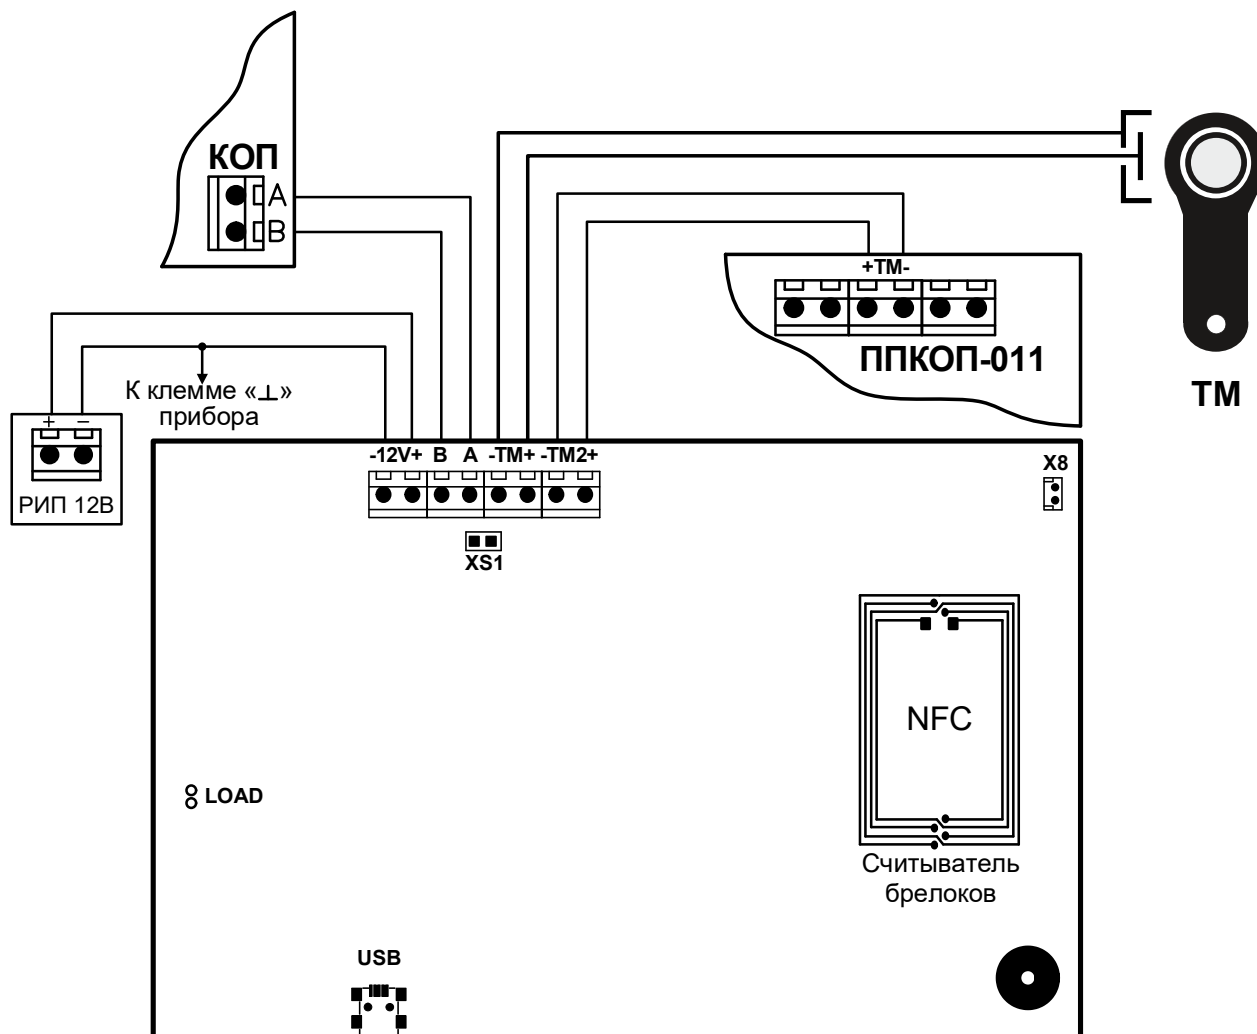 КОП
A
B
+TM-
ППКОП-011
TM
К клемме «⊥»
прибора
+ −
РИП 12В
-12V+ B A -TM+ -TM2+
X8
XS1
NFC
LOAD
Считыватель
брелоков
USB